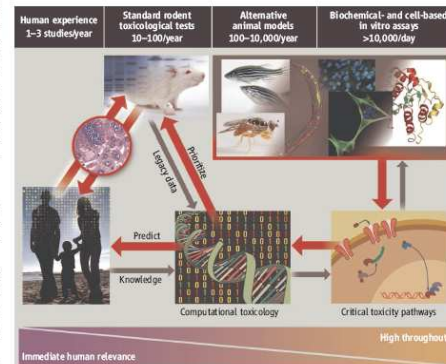 Human experience
1–3 studies/year
Standard rodent
toxicological tests
10–100/year
Alternative
animal models
100–10,000/year
Biochemical- and cell-based
in vitro assays
>10,000/day
Legacy data
Prioritize
Predict
Knowledge
Computational toxicology
Critical toxicity pathways
High throughout
Immediate human relevance